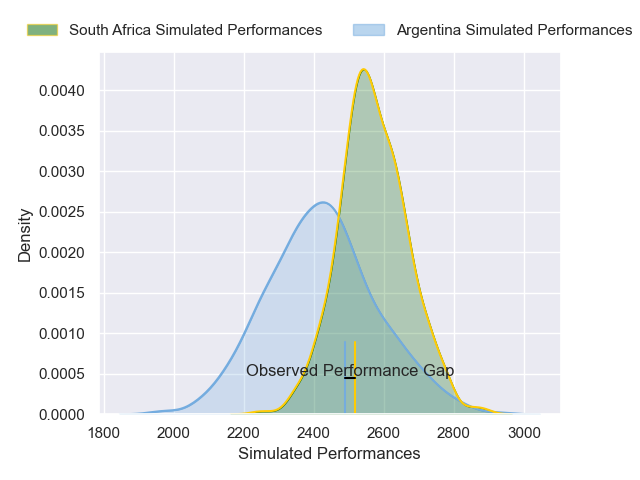 South Africa Simulated Performances
Argentina Simulated Performances
0.0040
0.0035
0.0030
0.0025
0.0020
0.0015
0.0010
0.0005
0.0000
Density
Observed Performance Gap
1800 2000 2200 2400 2600 2800 3000
Simulated Performances